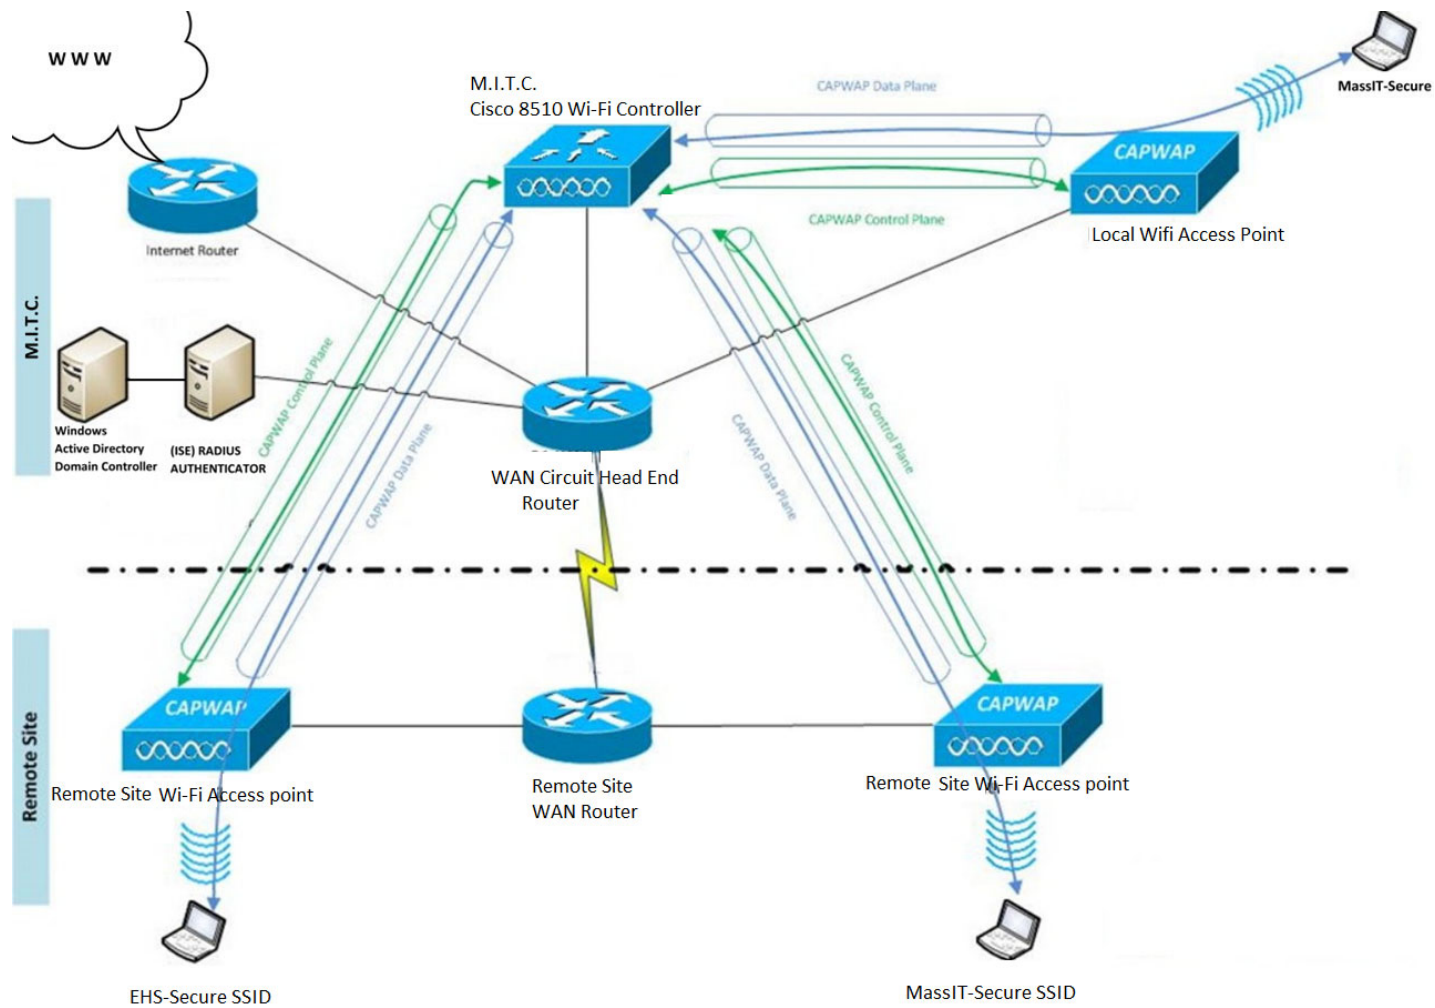 W W W
M.I.T.C.
Cisco 8510 Wi-Fi Controller
CAPWAP Data Plane
MassIT-Secure
CAPWAP
CAPWAP Control Plane
Local Wifi Access Point
Internet Router
M.I.T.C.
CAPWAP Control Plane
CAPWAP Data Plane
CAPWAP Data Plane
CAPWAP Control Plane
Windows
Active Directory
Domain Controller
(ISE) RADIUS
AUTHENTICATOR
WAN Circuit Head End
Router
Remote Site
CAPWAP
Remote Site Wi-Fi Access point
Remote Site
WAN Router
CAPWAP
Remote Site Wi-Fi Access point
EHS-Secure SSID
MassIT-Secure SSID